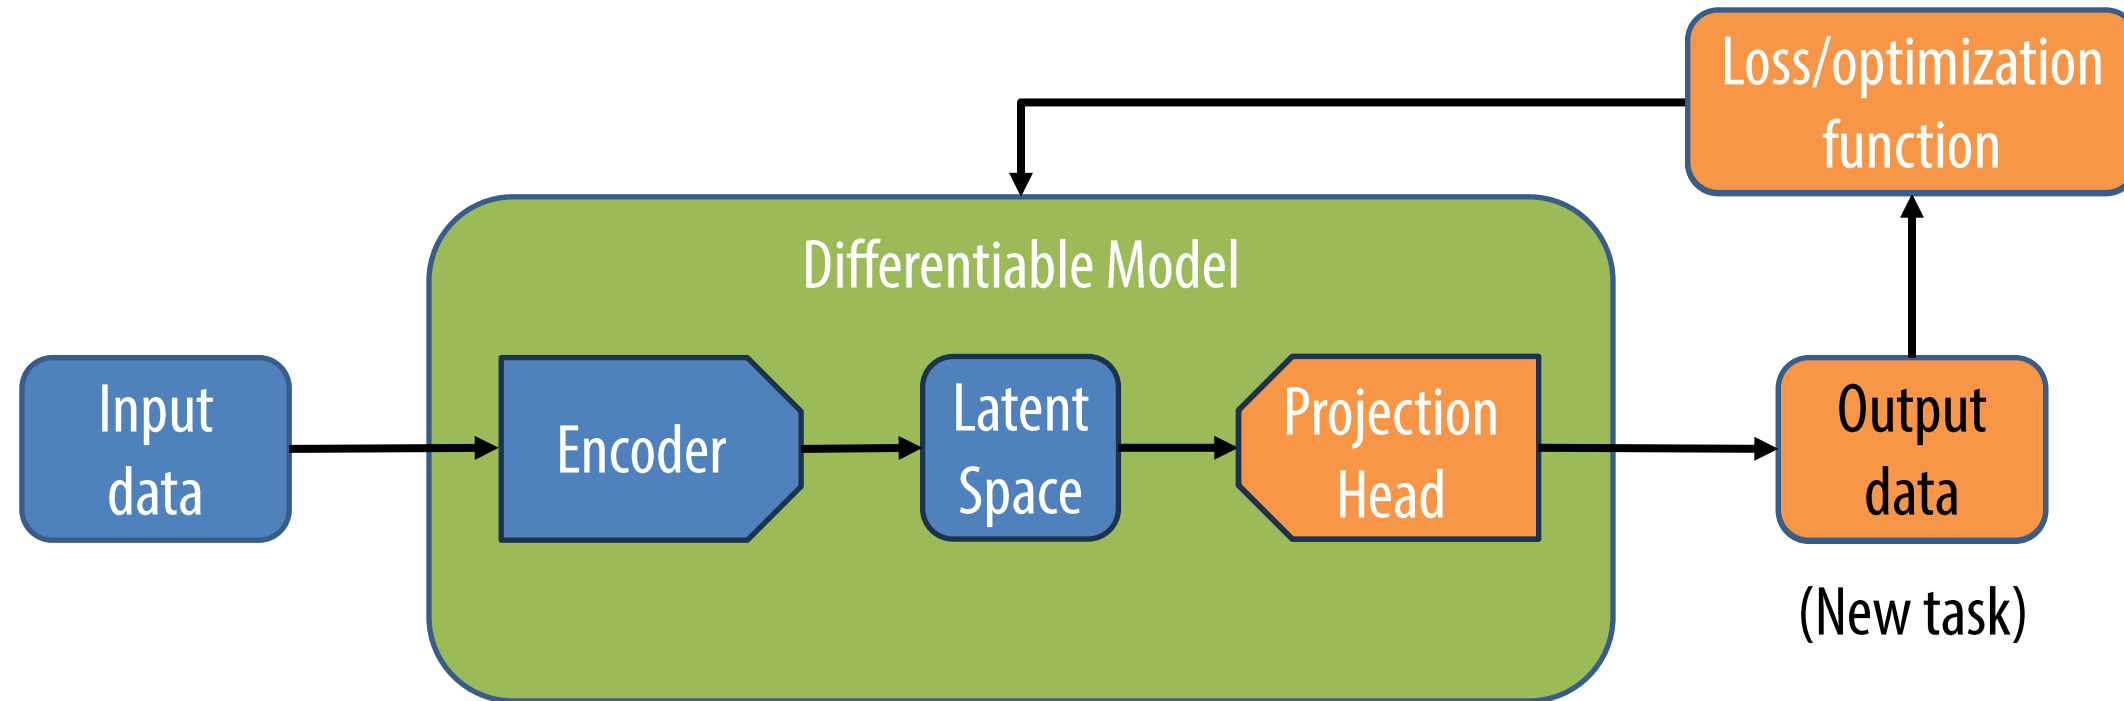 Loss/optimization
function
Differentiable Model
Input
data
Encoder
Latent
Space
Projection
Head
Output
data
(New task)